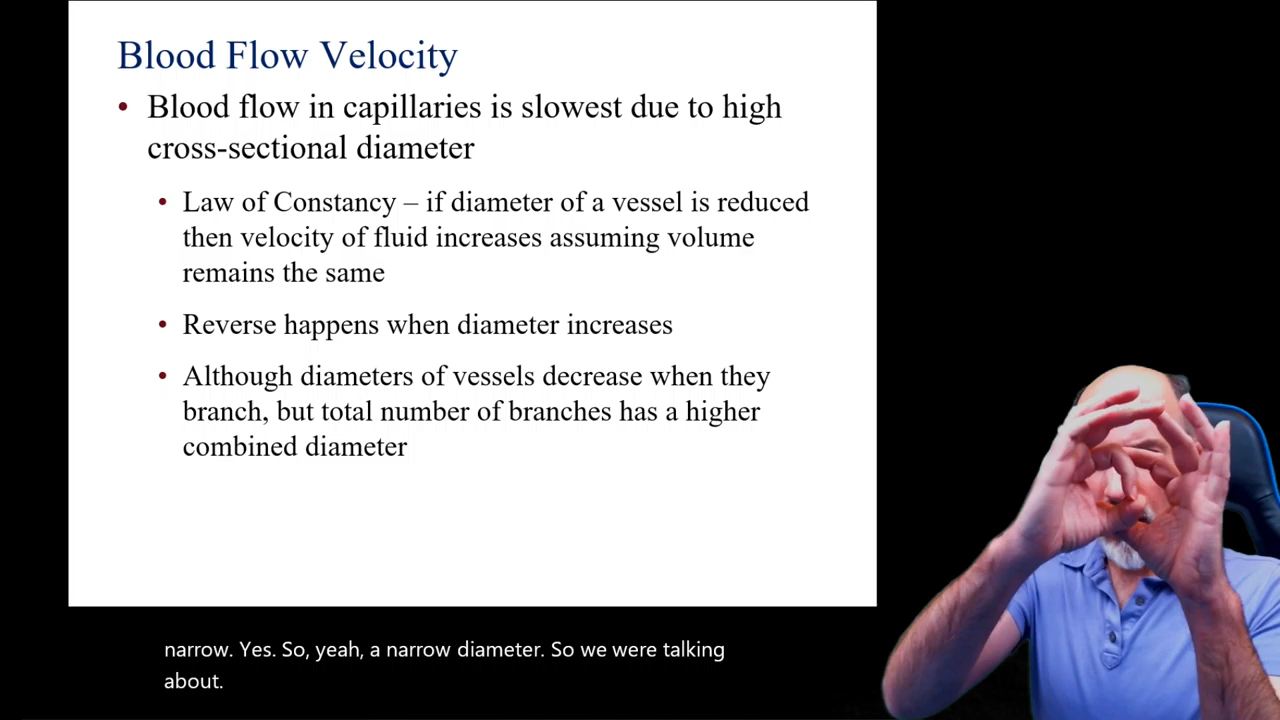 Blood Flow Velocity
• Blood flow in capillaries is slowest due to high
cross-sectional diameter
• Law of Constancy – if diameter of a vessel is reduced
then velocity of fluid increases assuming volume
remains the same
• Reverse happens when diameter increases
• Although diameters of vessels decrease when they
branch, but total number of branches has a higher
combined diameter
narrow. Yes. So, yeah, a narrow diameter. So we were talking
about.